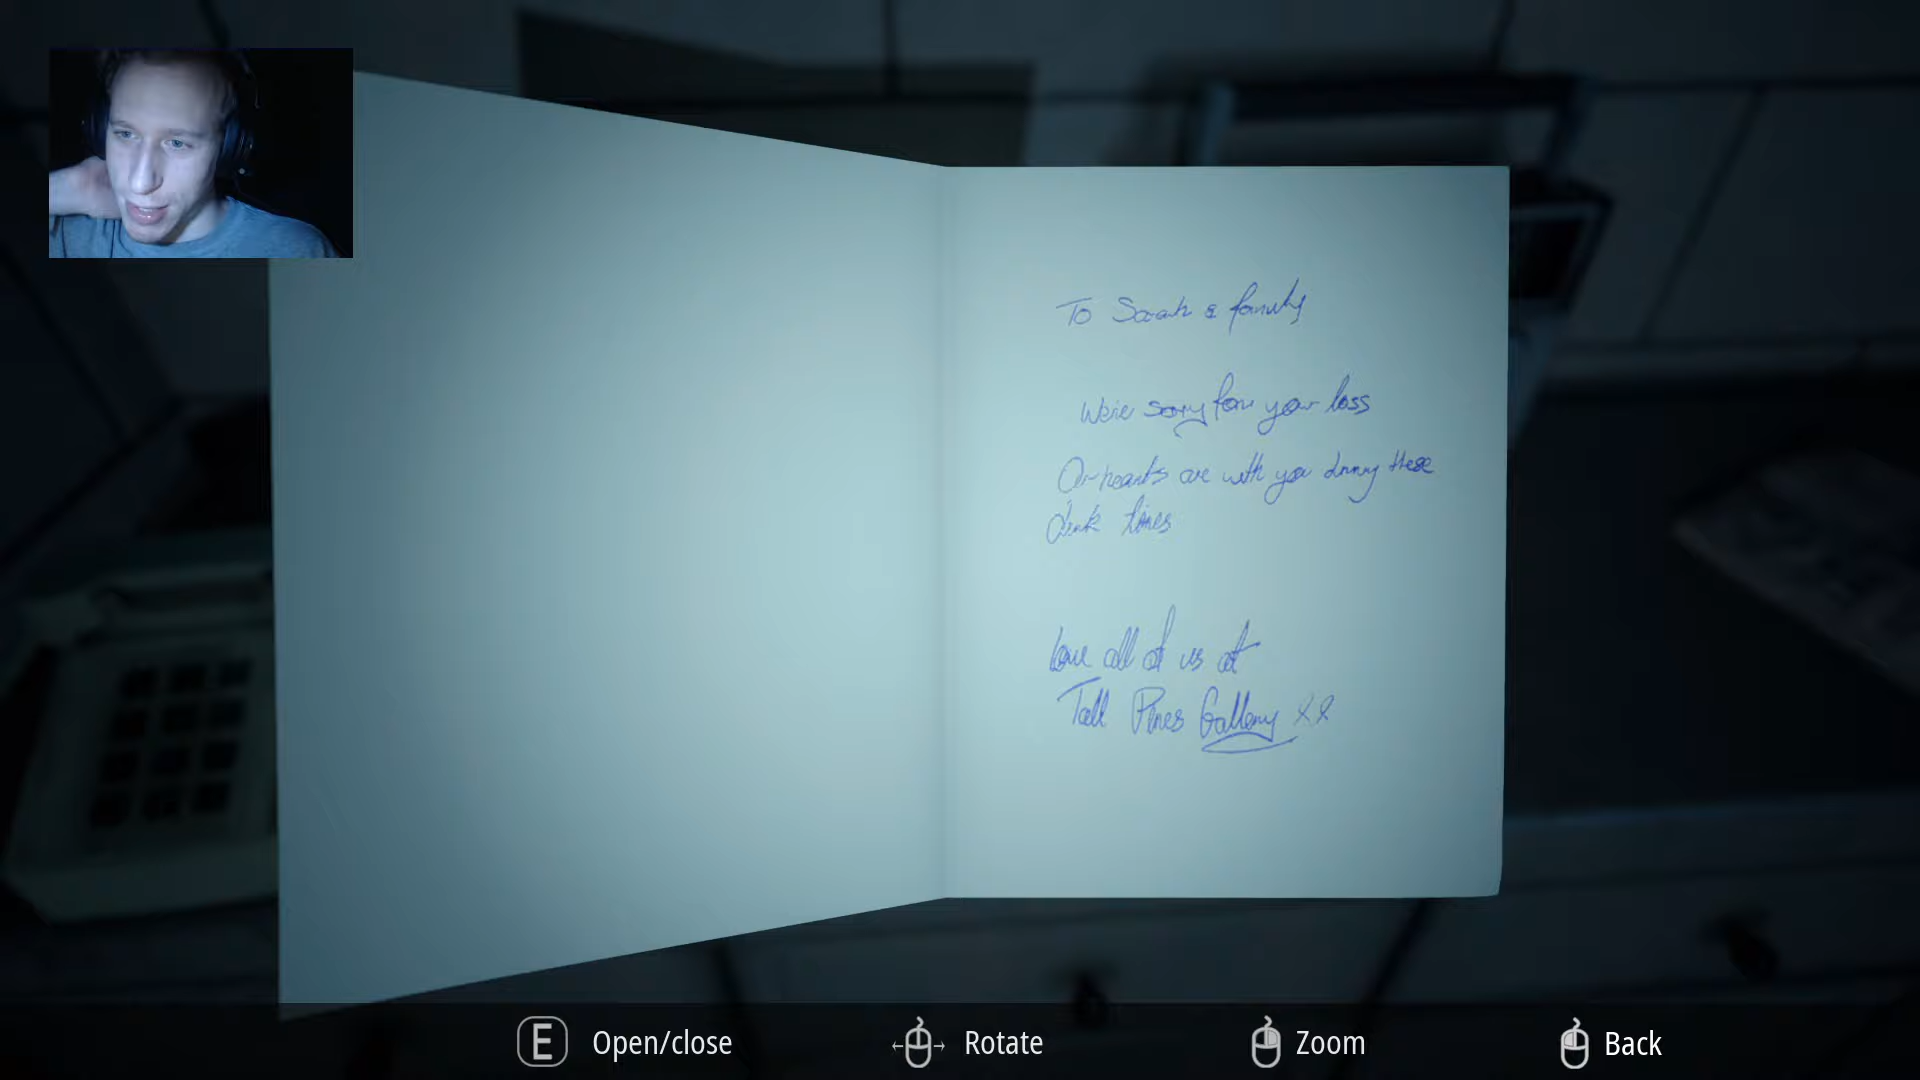 To Sarah & family
We're sorry for your loss
Our hearts are with you during these
dark times
Love all of us at
Tall Pines Gallery xx
E Open/close Rotate Zoom Back